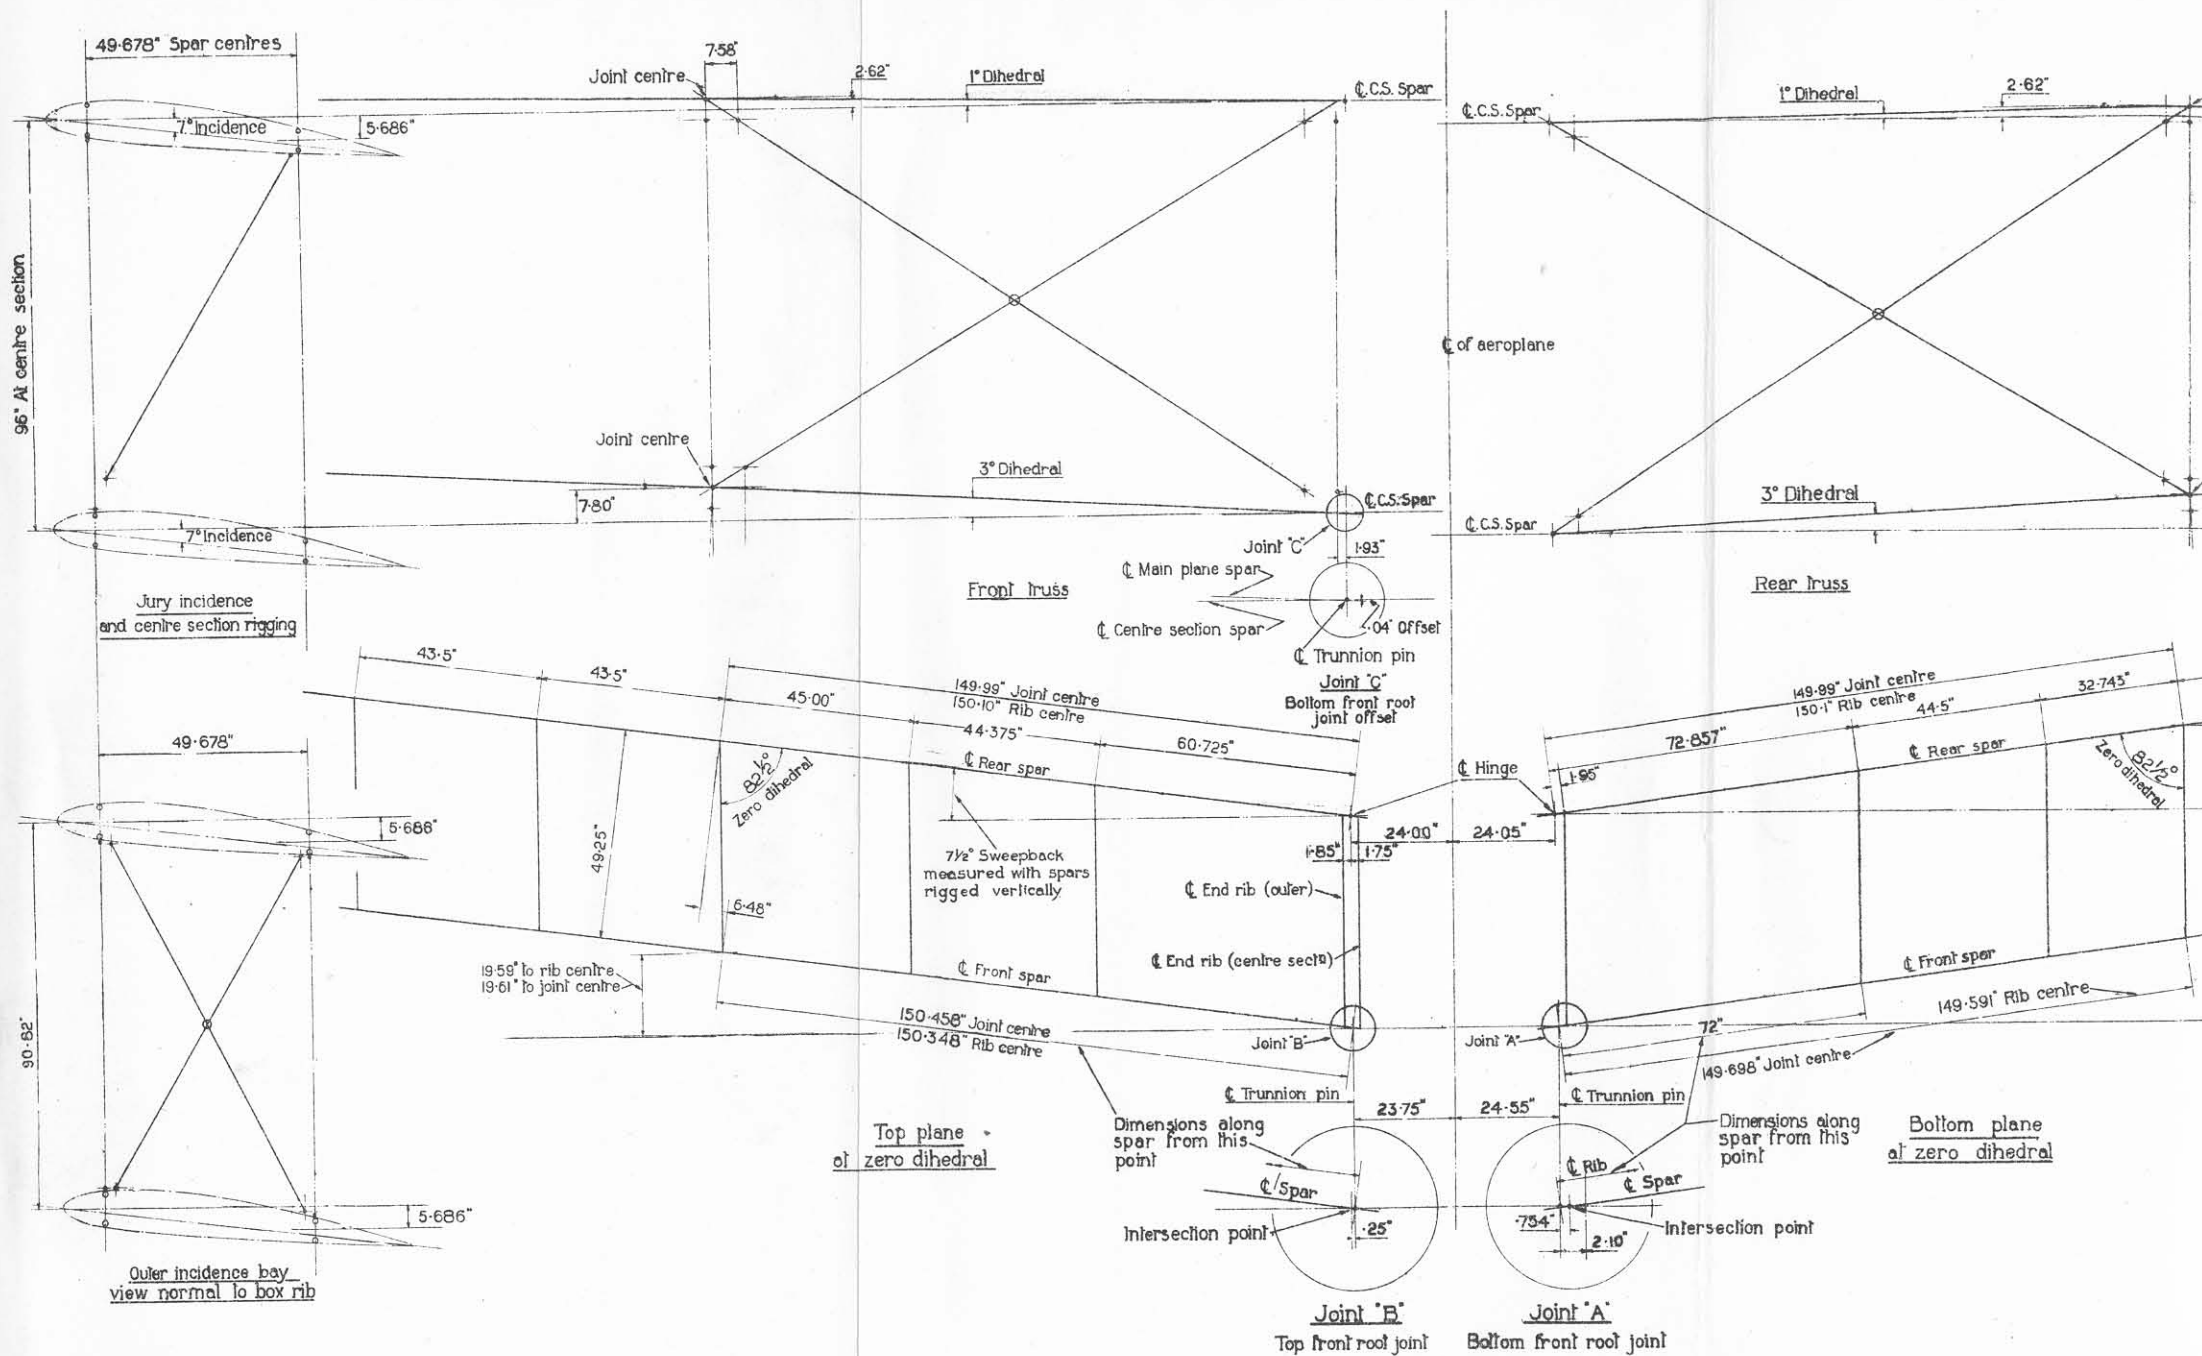 49·678" Spar centres
7° Incidence
5·686"
96" At centre section
7° Incidence
Jury incidence
and centre section rigging
Joint centre
7·58"
2·62"
1° Dihedral
℄ C.S. Spar
Joint centre
7·80"
3° Dihedral
℄ C.S. Spar
Joint "C"
1·93"
Front truss
℄ Main plane spar
℄ Centre section spar
·04" Offset
℄ Trunnion pin
Joint "C"
Bottom front root
joint offset
℄ of aeroplane
℄ C.S. Spar
1° Dihedral
2·62"
℄ C.S. Spar
3° Dihedral
Rear truss
49·678"
5·686"
90·82"
5·686"
Outer incidence bay
view normal to box rib
43·5"
43·5"
45·00"
149·99" Joint centre
150·10" Rib centre
44·375"
60·725"
℄ Rear spar
82½°
Zero dihedral
49·25"
6·48"
7½° Sweepback
measured with spars
rigged vertically
19·59" to rib centre
19·61" to joint centre
℄ Front spar
150·458" Joint centre
150·348" Rib centre
℄ Hinge
24·00"
24·05"
1·85"
1·75"
℄ End rib (outer)
℄ End rib (centre sectn)
Joint "B"
℄ Trunnion pin
23·75"
24·55"
Top plane
at zero dihedral
Dimensions along
spar from this
point
℄ Spar
Intersection point
·25"
Joint "B"
Top front root joint
149·99" Joint centre
150·1" Rib centre
32·743"
44·5"
72·857"
1·95"
℄ Rear spar
82½°
Zero dihedral
℄ Front spar
149·591" Rib centre
72"
149·698" Joint centre
Joint "A"
℄ Trunnion pin
Dimensions along
spar from this
point
Bottom plane
at zero dihedral
℄ Rib
℄ Spar
·754"
Intersection point
2·10"
Joint "A"
Bottom front root joint